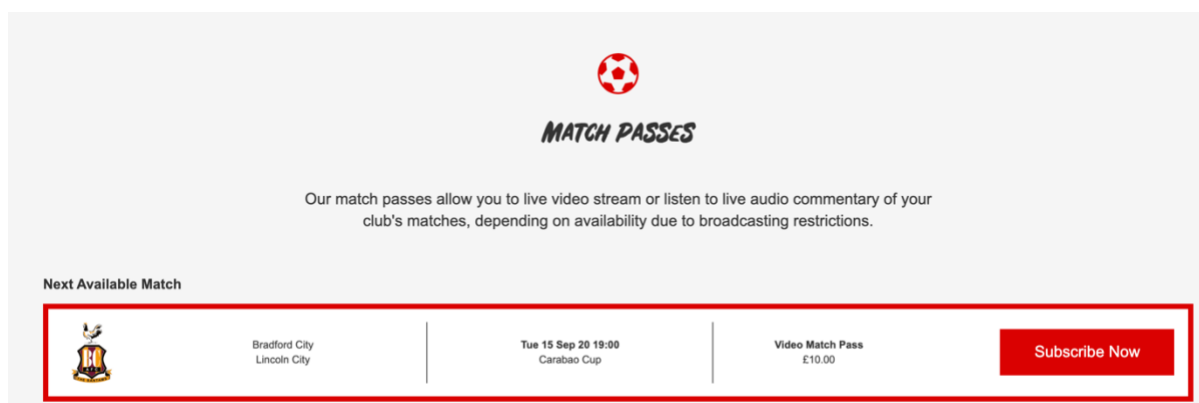 MATCH PASSES
Our match passes allow you to live video stream or listen to live audio commentary of your
club's matches, depending on availability due to broadcasting restrictions.
Next Available Match
Bradford City
Lincoln City
Tue 15 Sep 20 19:00
Carabao Cup
Video Match Pass
£10.00
Subscribe Now